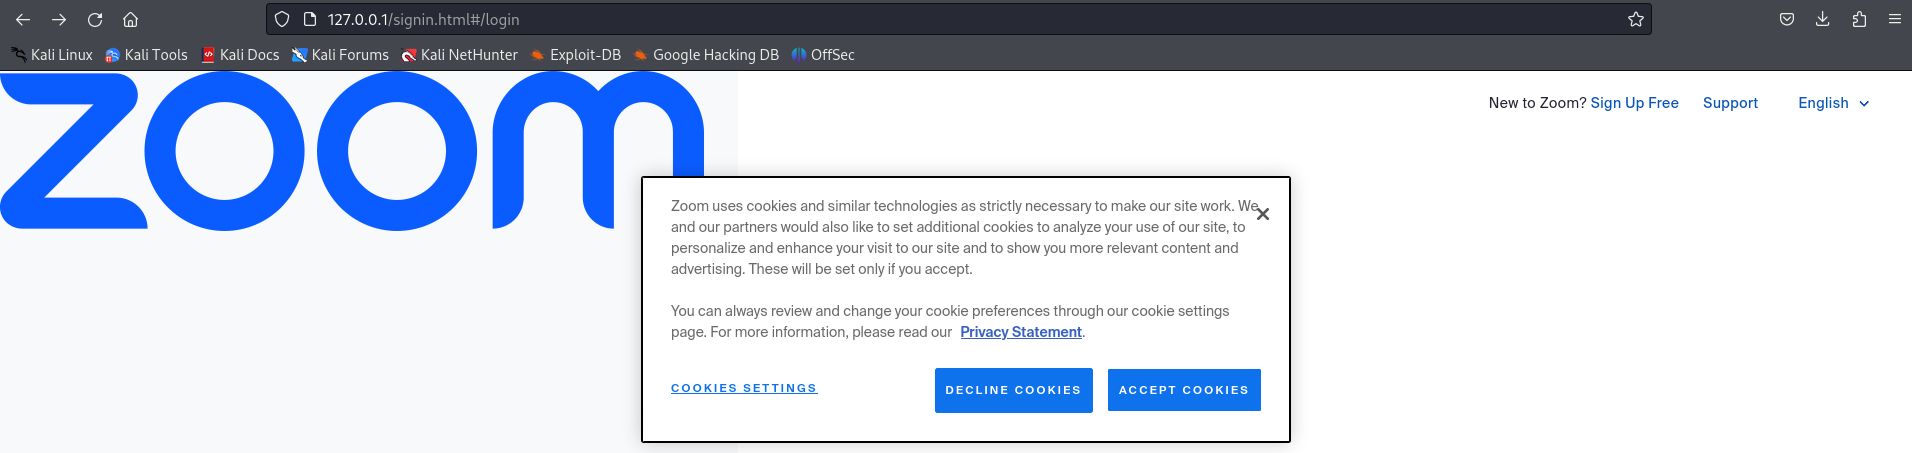 127.0.0.1/signin.html#/login
Kali Linux Kali Tools Kali Docs Kali Forums Kali NetHunter Exploit-DB Google Hacking DB OffSec
zoom
New to Zoom? Sign Up Free Support English
Zoom uses cookies and similar technologies as strictly necessary to make our site work. We
and our partners would also like to set additional cookies to analyze your use of our site, to
personalize and enhance your visit to our site and to show you more relevant content and
advertising. These will be set only if you accept.
You can always review and change your cookie preferences through our cookie settings
page. For more information, please read our Privacy Statement.
COOKIES SETTINGS DECLINE COOKIES ACCEPT COOKIES